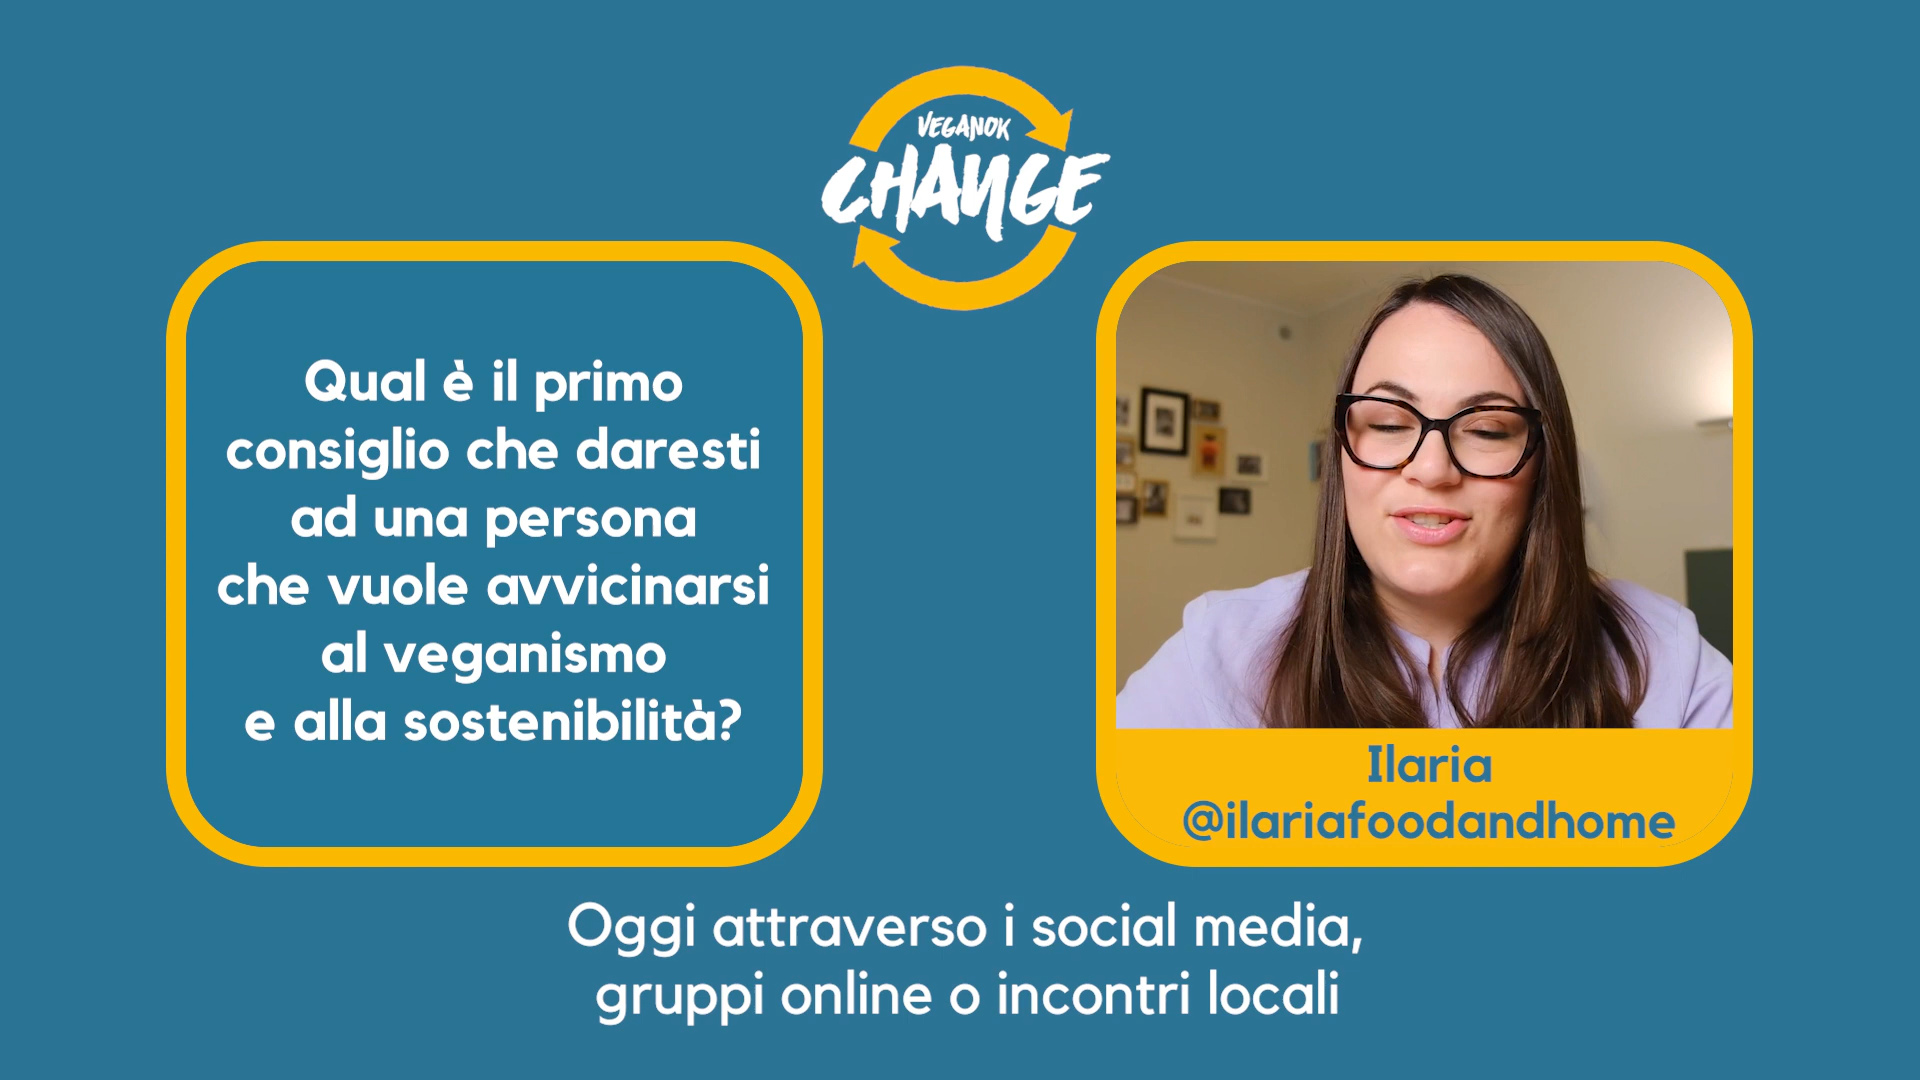 VEGANOK
CHANGE
Qual è il primo
consiglio che daresti
ad una persona
che vuole avvicinarsi
al veganismo
e alla sostenibilità?
Ilaria
@ilariafoodandhome
Oggi attraverso i social media,
gruppi online o incontri locali